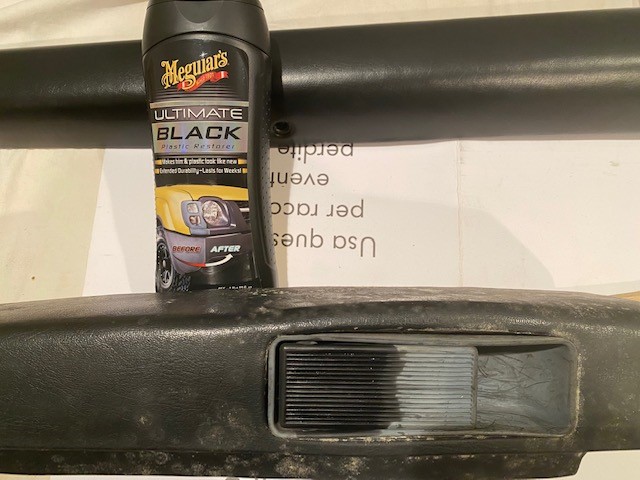 Meguiar's
ULTIMATE
BLACK
Plastic Restorer
Makes trim & plastic look like new
Extended Durability~Lasts for Weeks!
BEFORE
AFTER
Usa ques
per racco
event
perdite